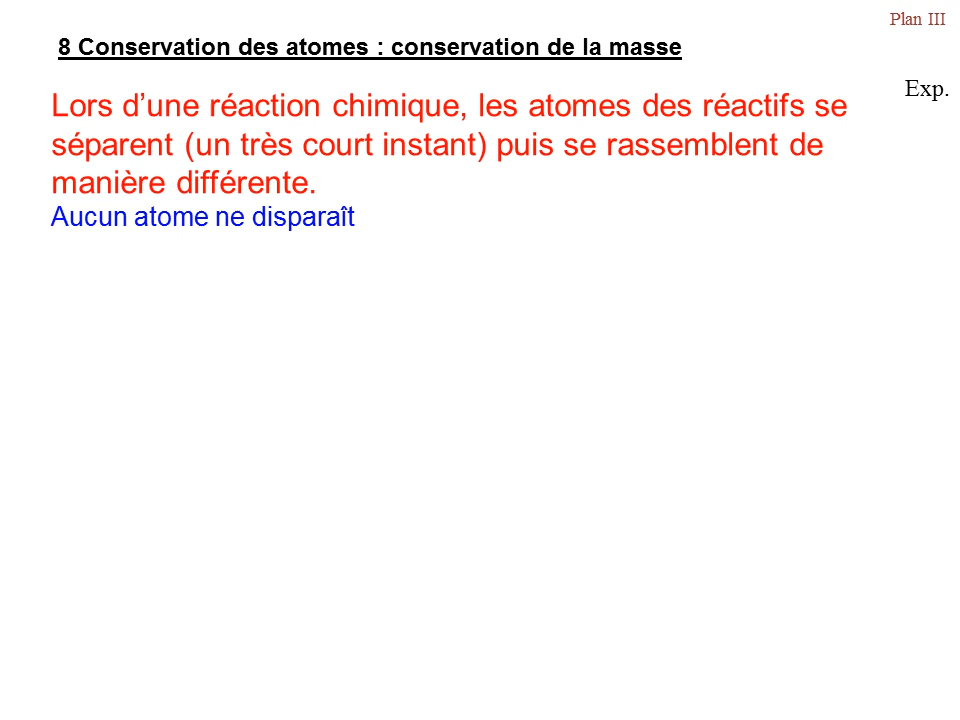 Plan III
8 Conservation des atomes : conservation de la masse
Exp.
Lors d’une réaction chimique, les atomes des réactifs se
séparent (un très court instant) puis se rassemblent de
manière différente.
Aucun atome ne disparaît